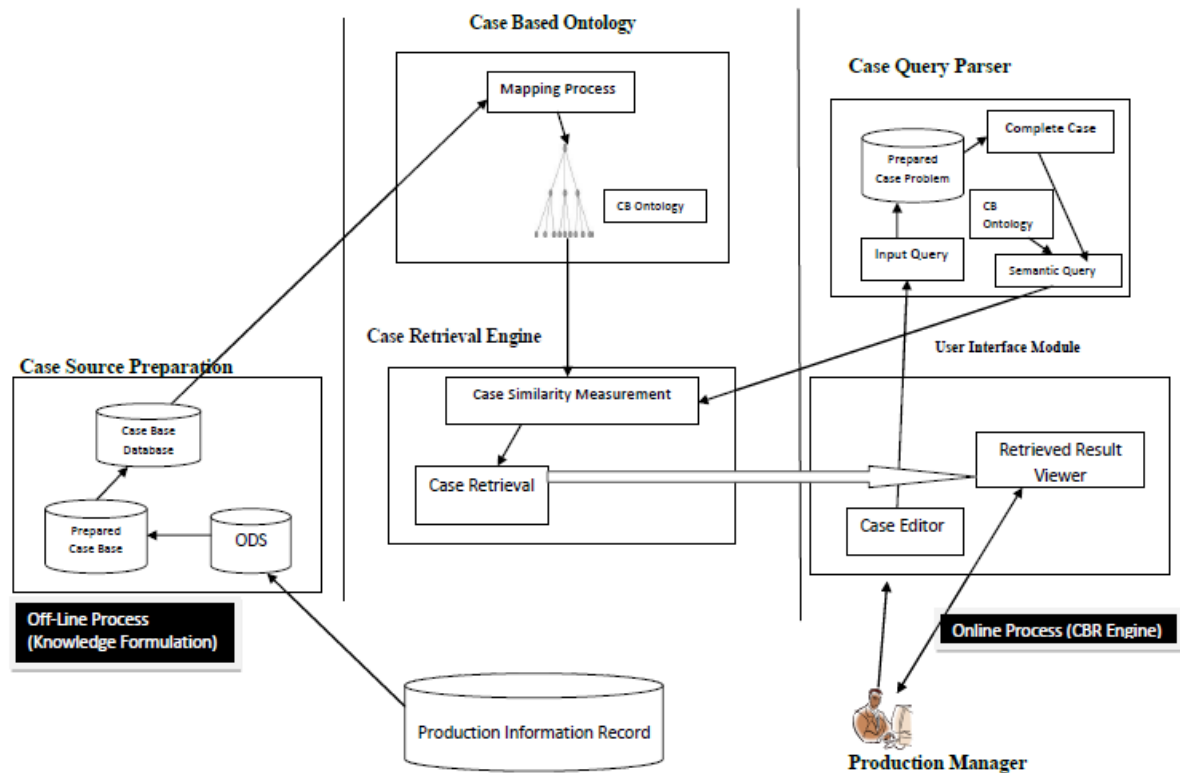 Case Based Ontology
Mapping Process
CB Ontology
Case Query Parser
Complete Case
Prepared
Case Problem
CB
Ontology
Input Query
Semantic Query
Case Retrieval Engine
Case Similarity Measurement
Case Retrieval
User Interface Module
Retrieved Result
Viewer
Case Editor
Case Source Preparation
Case Base
Database
Prepared
Case Base
ODS
Off-Line Process
(Knowledge Formulation)
Online Process (CBR Engine)
Production Information Record
Production Manager